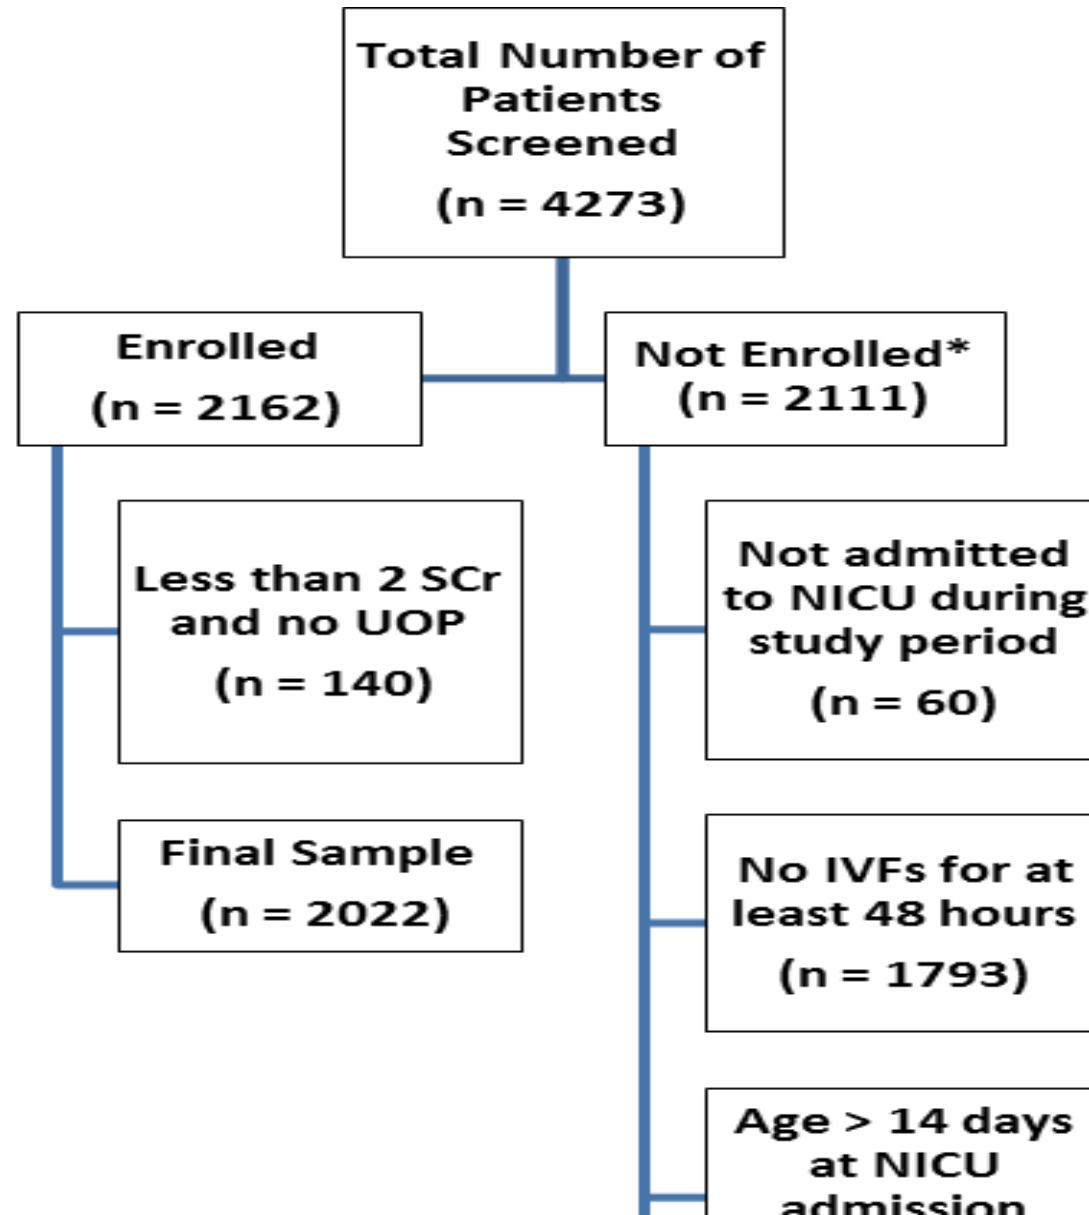 Total Number of
Patients
Screened
(n = 4273)
Enrolled
(n = 2162)
Not Enrolled*
(n = 2111)
Less than 2 SCr
and no UOP
(n = 140)
Final Sample
(n = 2022)
Not admitted
to NICU during
study period
(n = 60)
No IVFs for at
least 48 hours
(n = 1793)
Age > 14 days
at NICU
admission